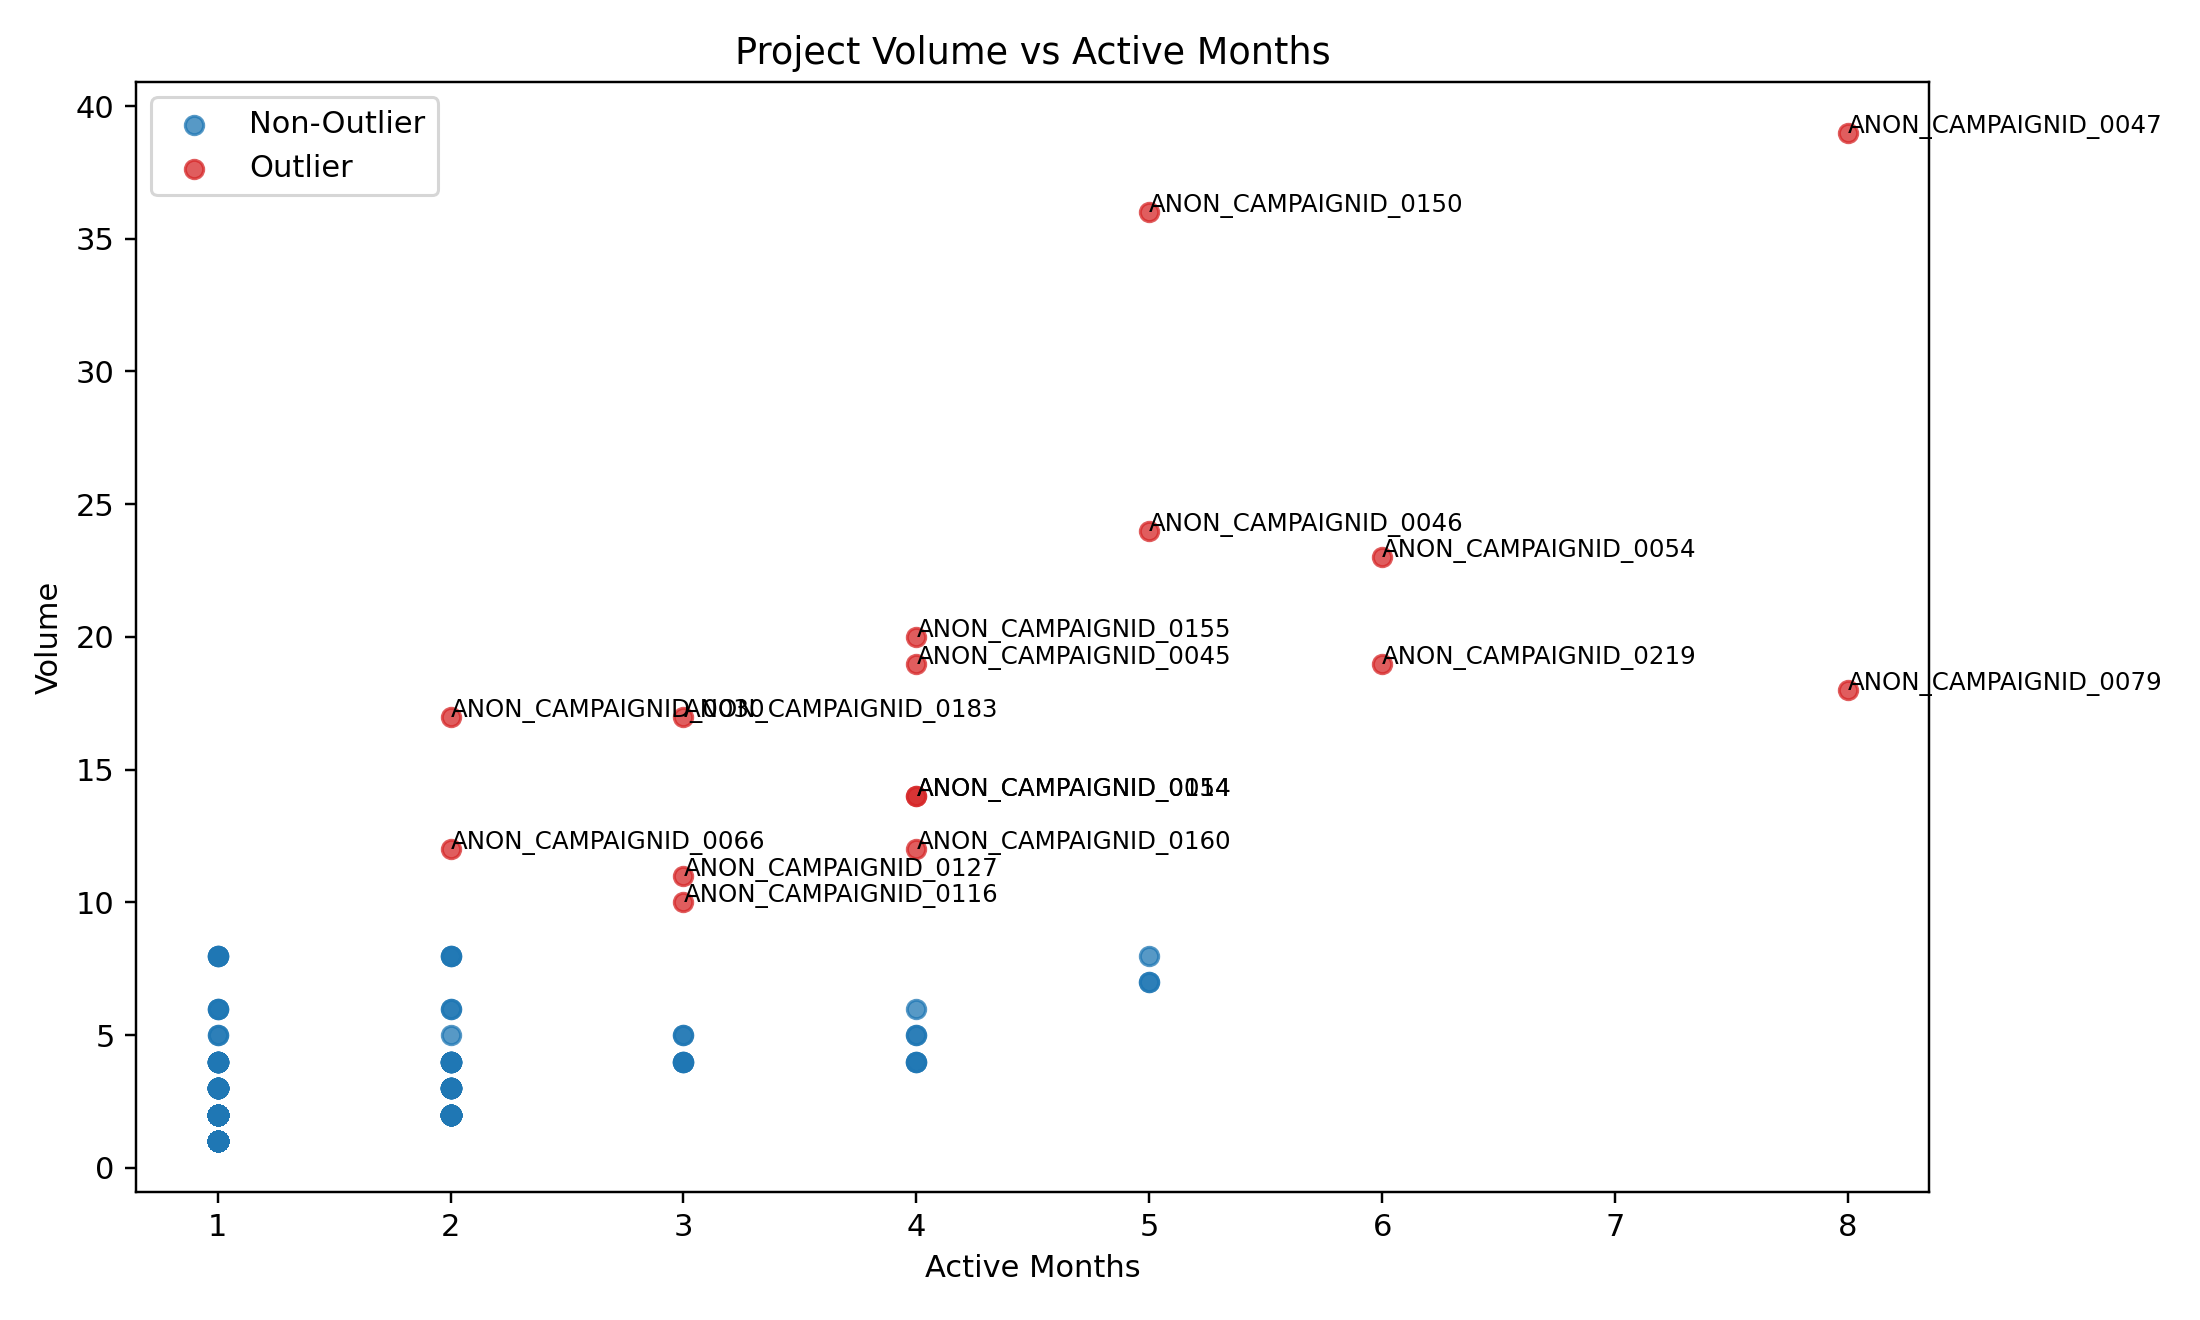 Project Volume vs Active Months
Non-Outlier
Outlier
40
35
30
25
20
15
10
5
0
Volume
ANON_CAMPAIGNID_0047
ANON_CAMPAIGNID_0150
ANON_CAMPAIGNID_0046
ANON_CAMPAIGNID_0054
ANON_CAMPAIGNID_0155
ANON_CAMPAIGNID_0045
ANON_CAMPAIGNID_0219
ANON_CAMPAIGNID_0079
ANON_CAMPAIGNID_0030
ANON_CAMPAIGNID_0183
ANON_CAMPAIGNID_0066
ANON_CAMPAIGNID_0160
ANON_CAMPAIGNID_0127
ANON_CAMPAIGNID_0116
1 2 3 4 5 6 7 8
Active Months